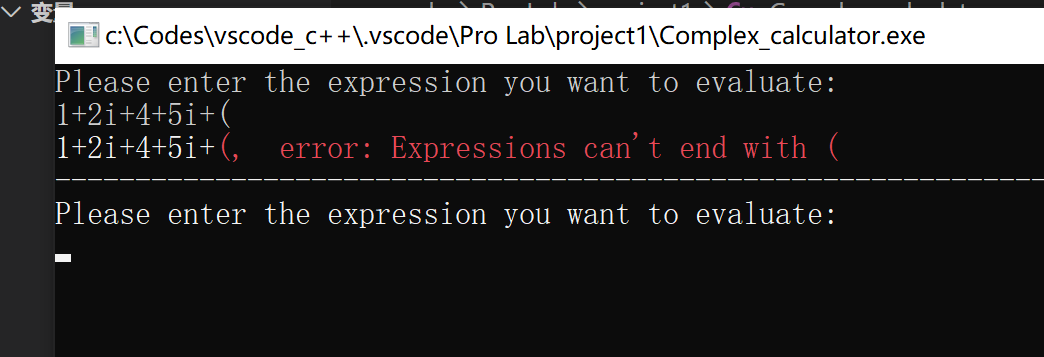 变量
c:\Codes\vscode_c++\.vscode\Pro Lab\project1\Complex_calculator.exe
Please enter the expression you want to evaluate:
1+2i+4+5i+(
1+2i+4+5i+(,  error: Expressions can't end with (
--------------------------------------------------------------
Please enter the expression you want to evaluate: